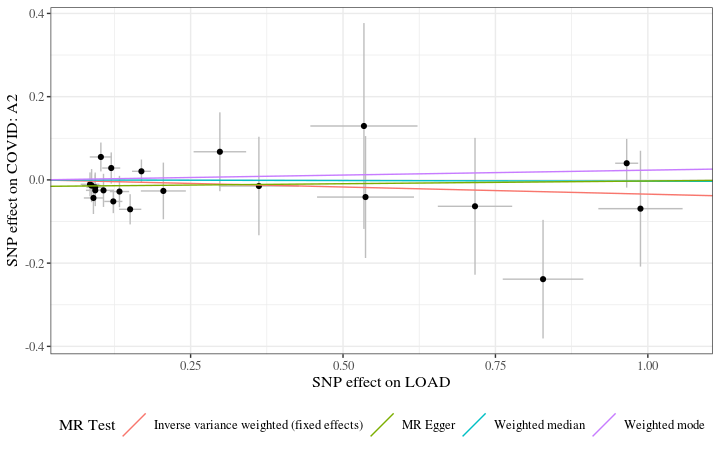 0.4
0.2
0.0
-0.2
-0.4
SNP effect on COVID: A2
0.25 0.50 0.75 1.00
SNP effect on LOAD
MR Test Inverse variance weighted (fixed effects) MR Egger Weighted median Weighted mode